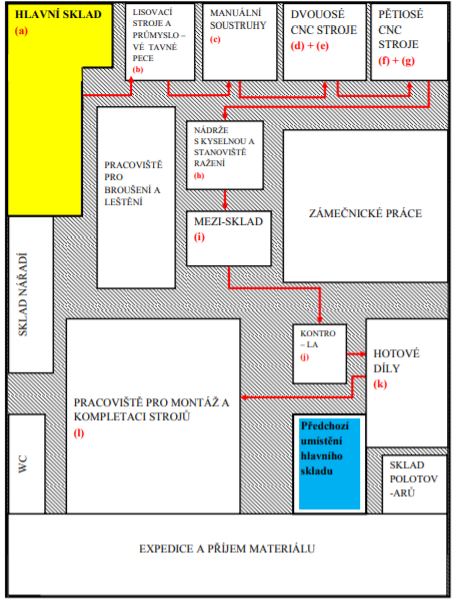 HLAVNÍ SKLAD
(a)
LISOVACÍ
STROJE A
PRŮMYSLO –
VÉ TAVNÉ
PECE
(b)
MANUÁLNÍ
SOUSTRUHY
(c)
DVOUOSÉ
CNC STROJE
(d) + (e)
PĚTIOSÉ
CNC
STROJE
(f) + (g)
PRACOVIŠTĚ
PRO
BROUŠENÍ A
LEŠTĚNÍ
NÁDRŽE
S KYSELNOU A
STANOVIŠTĚ
RAŽENÍ
(h)
ZÁMEČNICKÉ PRÁCE
MEZI-SKLAD
(i)
SKLAD NÁŘADÍ
KONTRO
– LA
(j)
HOTOVÉ
DÍLY
(k)
PRACOVIŠTĚ PRO MONTÁŽ A
KOMPLETACI STROJŮ
(l)
Předchozí
umístění
hlavního
skladu
WC
SKLAD
POLOTOV
-ARŮ
EXPEDICE A PŘÍJEM MATERIÁLU